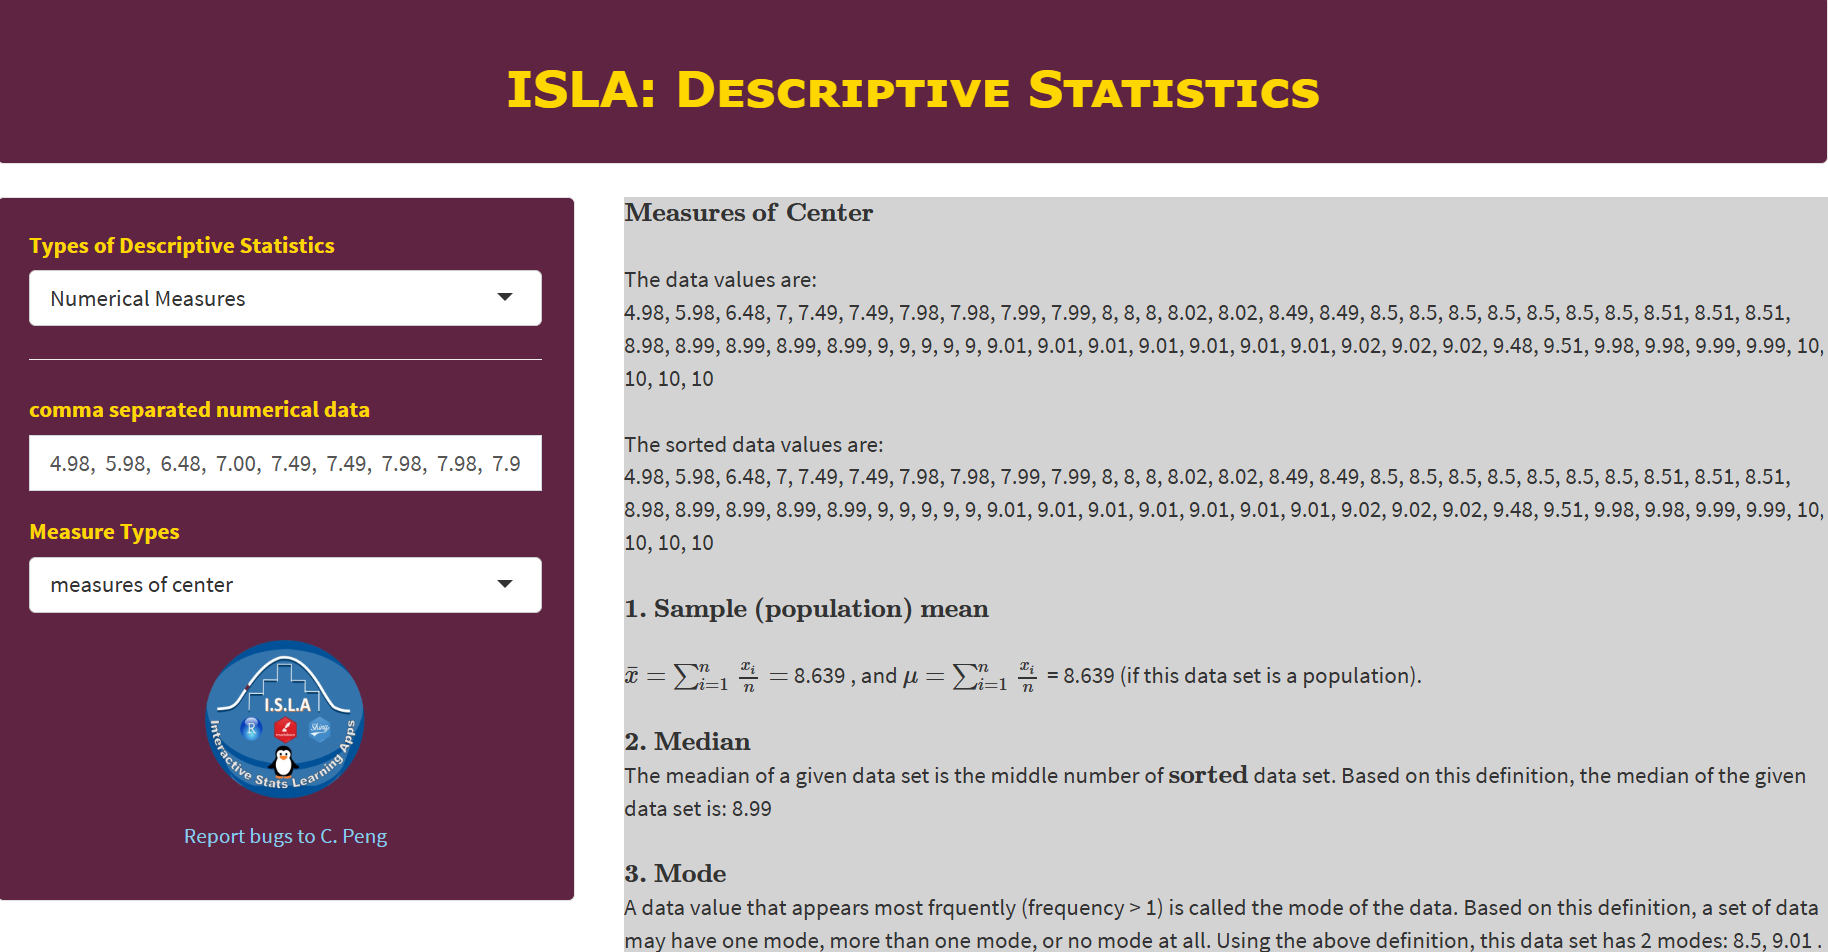 ISLA: Descriptive Statistics
Types of Descriptive Statistics
Numerical Measures
comma separated numerical data
4.98, 5.98, 6.48, 7.00, 7.49, 7.49, 7.98, 7.98, 7.9
Measure Types
measures of center
I.S.L.A
R
markdown
Shiny
Interactive Stats Learning Apps
Report bugs to C. Peng
Measures of Center
The data values are:
4.98, 5.98, 6.48, 7, 7.49, 7.49, 7.98, 7.98, 7.99, 7.99, 8, 8, 8, 8.02, 8.02, 8.49, 8.49, 8.5, 8.5, 8.5, 8.5, 8.5, 8.5, 8.5, 8.51, 8.51, 8.51,
8.98, 8.99, 8.99, 8.99, 8.99, 9, 9, 9, 9, 9, 9.01, 9.01, 9.01, 9.01, 9.01, 9.01, 9.01, 9.02, 9.02, 9.02, 9.48, 9.51, 9.98, 9.98, 9.99, 9.99, 10,
10, 10, 10
The sorted data values are:
4.98, 5.98, 6.48, 7, 7.49, 7.49, 7.98, 7.98, 7.99, 7.99, 8, 8, 8, 8.02, 8.02, 8.49, 8.49, 8.5, 8.5, 8.5, 8.5, 8.5, 8.5, 8.5, 8.51, 8.51, 8.51,
8.98, 8.99, 8.99, 8.99, 8.99, 9, 9, 9, 9, 9, 9.01, 9.01, 9.01, 9.01, 9.01, 9.01, 9.01, 9.02, 9.02, 9.02, 9.48, 9.51, 9.98, 9.98, 9.99, 9.99, 10,
10, 10, 10
1. Sample (population) mean
x̄ = ∑ⁿᵢ₌₁ xᵢ/n = 8.639 , and μ = ∑ⁿᵢ₌₁ xᵢ/n = 8.639 (if this data set is a population).
2. Median
The meadian of a given data set is the middle number of sorted data set. Based on this definition, the median of the given
data set is: 8.99
3. Mode
A data value that appears most frquently (frequency > 1) is called the mode of the data. Based on this definition, a set of data
may have one mode, more than one mode, or no mode at all. Using the above definition, this data set has 2 modes: 8.5, 9.01 .